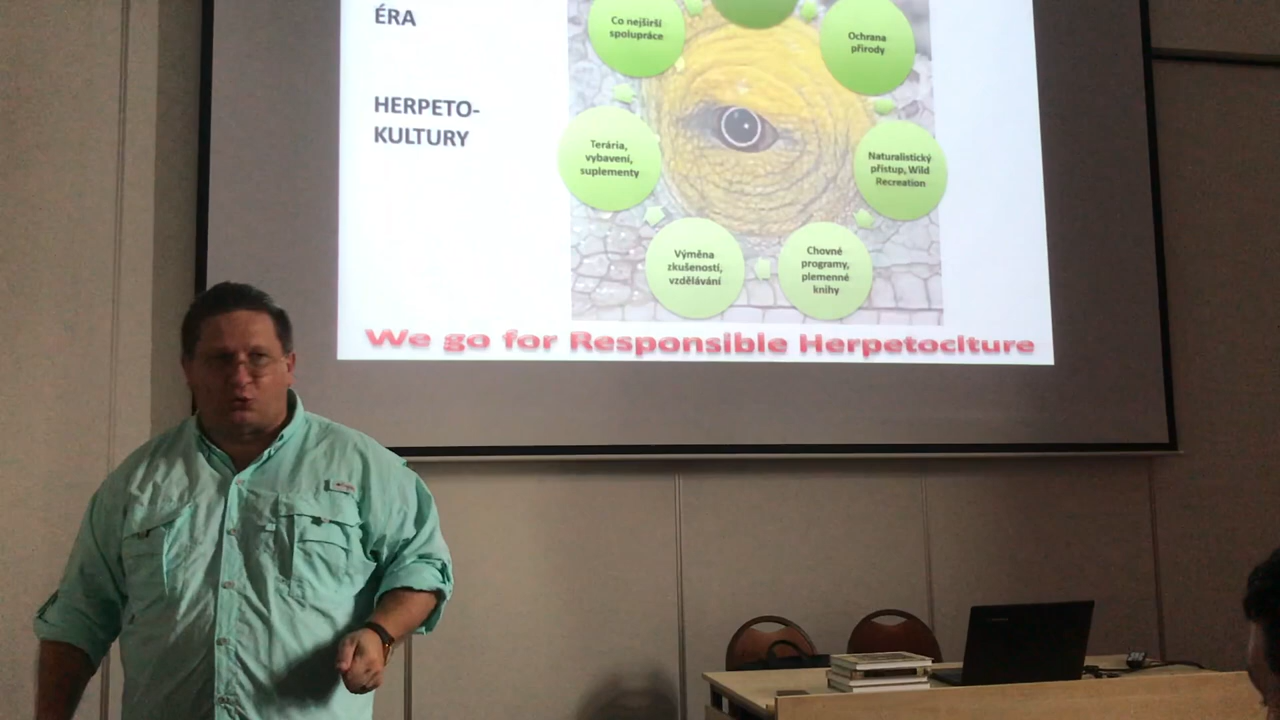 ÉRA
HERPETO-
KULTURY
Co nejširší
spolupráce
Ochrana
přírody
Terária,
vybavení,
suplementy
Naturalistický
přístup, Wild
Recreation
Výměna
zkušeností,
vzdělávání
Chovné
programy,
plemenné
knihy
We go for Responsible Herpetoclture